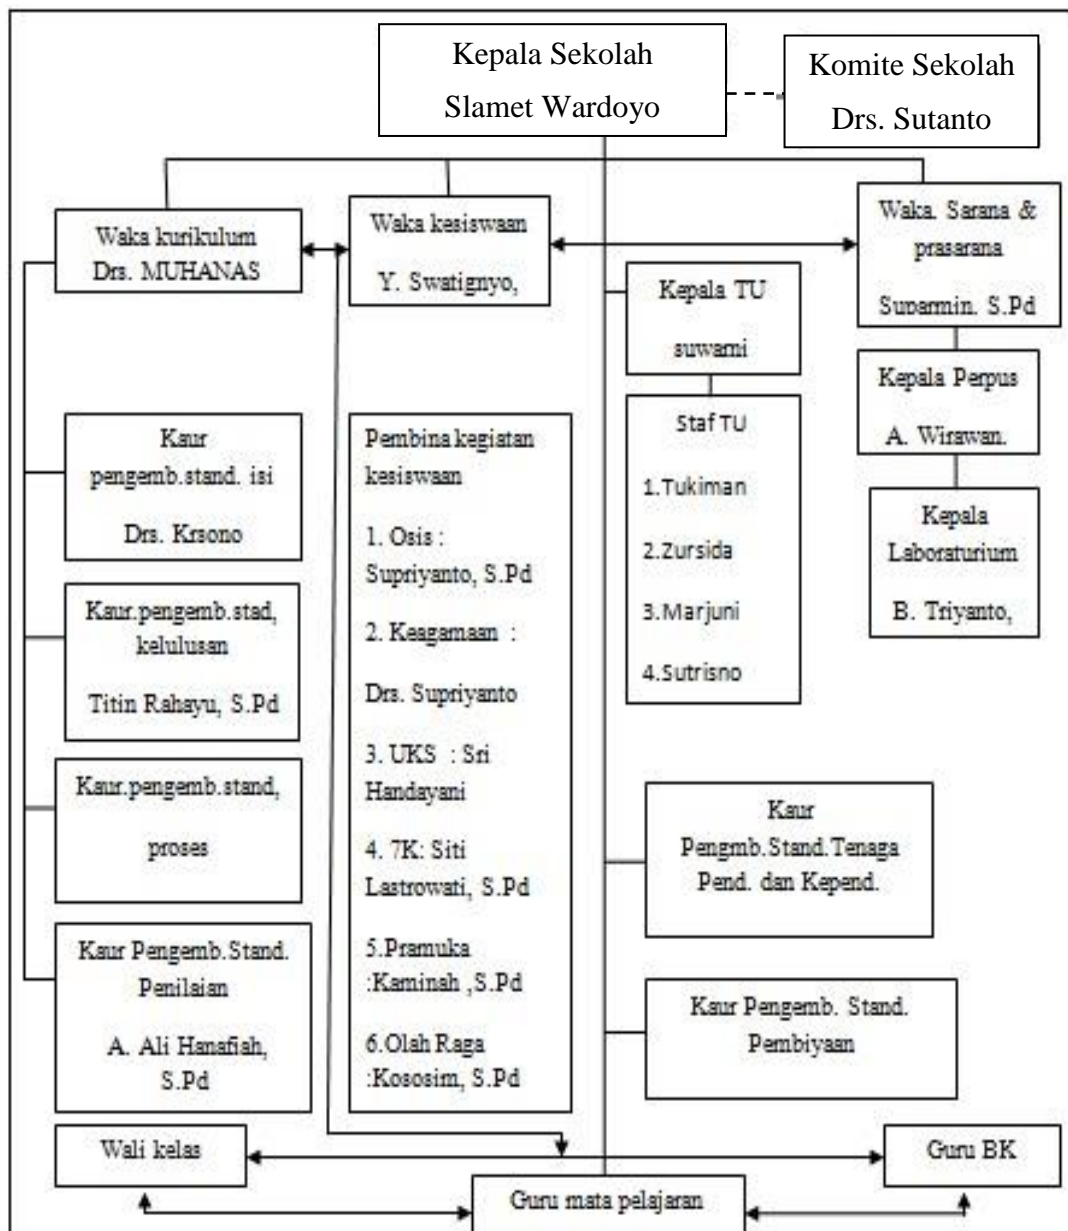 Kepala Sekolah
Slamet Wardoyo
Komite Sekolah
Drs. Sutanto
Waka kurikulum
Drs. MUHANAS
Waka kesiswaan
Y. Swatignyo,
Waka. Sarana &
prasarana
Suparmin. S.Pd
Kepala TU
suwarni
Kepala Perpus
A. Wirawan.
Kaur
pengemb.stand. isi
Drs. Krsono
Pembina kegiatan
kesiswaan
1. Osis :
Supriyanto, S.Pd
2. Keagamaan :
Drs. Supriyanto
3. UKS : Sri
Handayani
4. 7K: Siti
Lastrowati, S.Pd
5.Pramuka
:Kaminah ,S.Pd
6.Olah Raga
:Kososim, S.Pd
Staf TU
1.Tukiman
2.Zursida
3.Marjuni
4.Sutrisno
Kepala
Laboraturium
B. Triyanto,
Kaur.pengemb.stad,
kelulusan
Titin Rahayu, S.Pd
Kaur.pengemb.stand,
proses
Kaur
Pengmb.Stand.Tenaga
Pend. dan Kepend.
Kaur Pengemb.Stand.
Penilaian
A. Ali Hanafiah,
S.Pd
Kaur Pengemb. Stand.
Pembiyaan
Wali kelas
Guru BK
Guru mata pelajaran